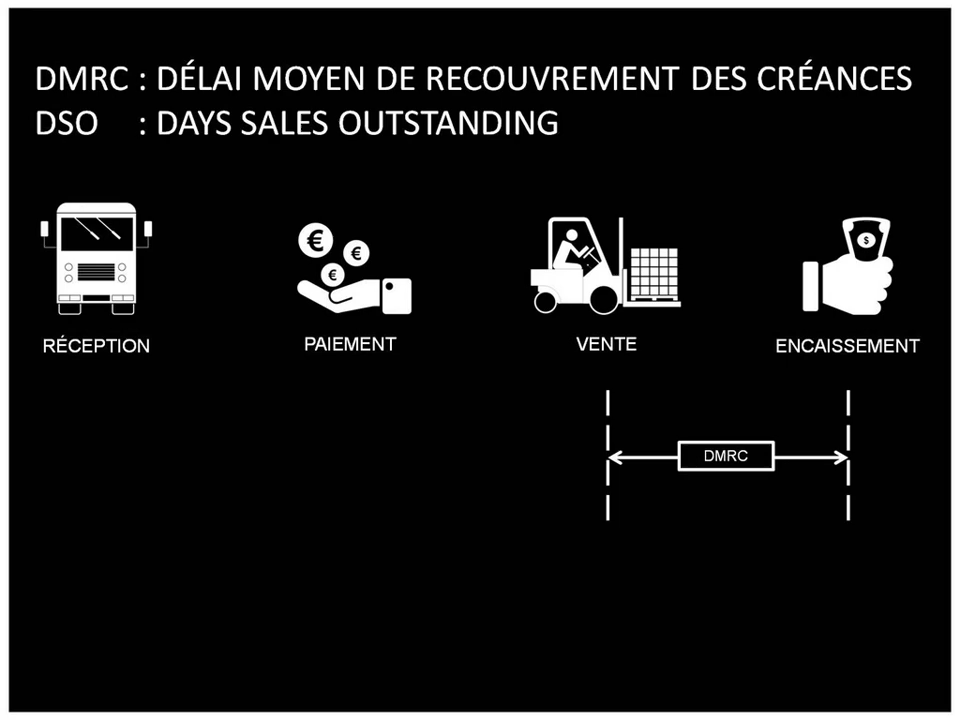 DMRC : DÉLAI MOYEN DE RECOUVREMENT DES CRÉANCES
DSO : DAYS SALES OUTSTANDING
€ € €
$
RÉCEPTION PAIEMENT VENTE ENCAISSEMENT
DMRC